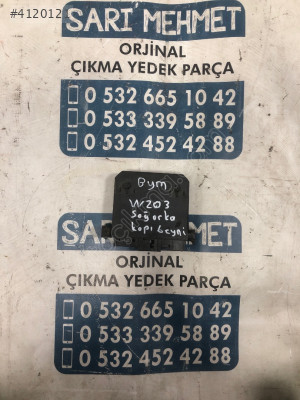 #4120121
SARI MEHMET
ORJİNAL
ÇIKMA YEDEK PARÇA
0 532 665 10 42
0 533 339 58 89
0 532 452 42 88
Bym
W203
Sağ arka
kapı beyni
SARI MEHMET
ORJİNAL
ÇIKMA YEDEK PARÇA
0 532 665 10 42
0 533 339 58 89
0 532 452 42 88